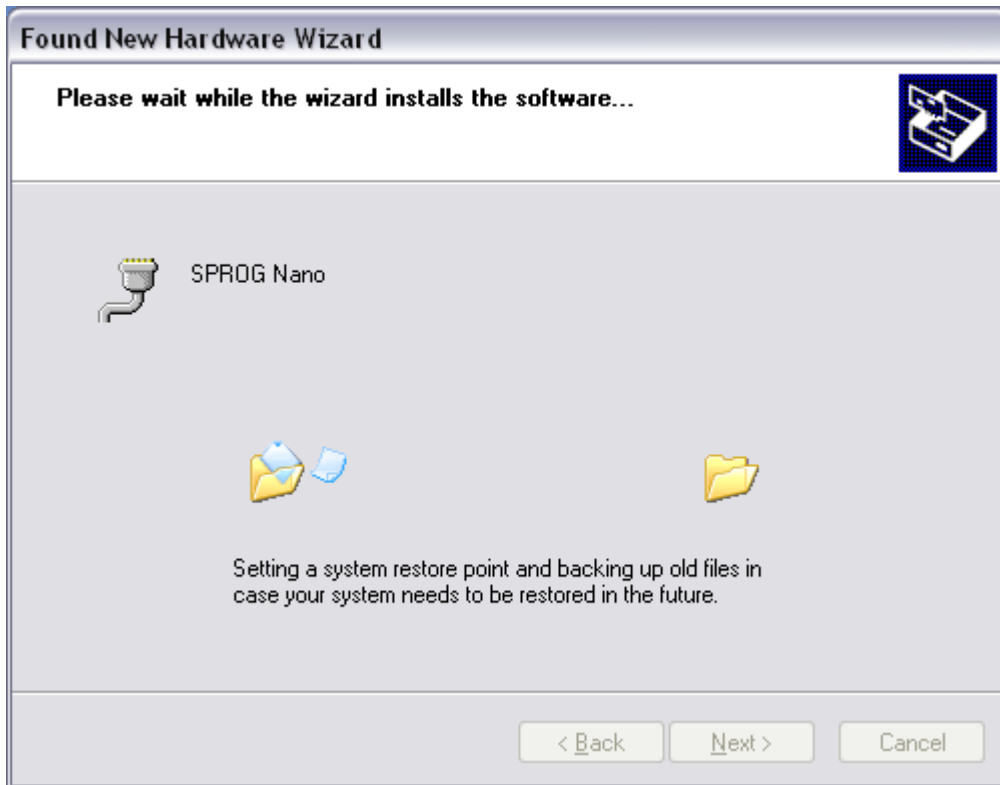 Found New Hardware Wizard
Please wait while the wizard installs the software...
SPROG Nano
Setting a system restore point and backing up old files in
case your system needs to be restored in the future.
< Back
Next >
Cancel